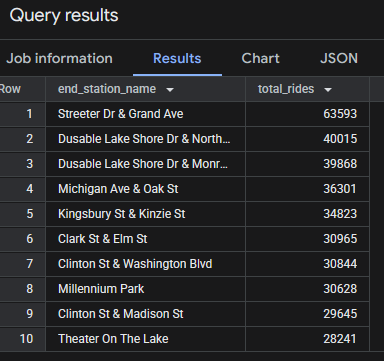 Query results
Job information Results Chart JSON
Row end_station_name total_rides
1 Streeter Dr & Grand Ave 63593
2 Dusable Lake Shore Dr & North... 40015
3 Dusable Lake Shore Dr & Monr... 39868
4 Michigan Ave & Oak St 36301
5 Kingsbury St & Kinzie St 34823
6 Clark St & Elm St 30965
7 Clinton St & Washington Blvd 30844
8 Millennium Park 30628
9 Clinton St & Madison St 29645
10 Theater On The Lake 28241